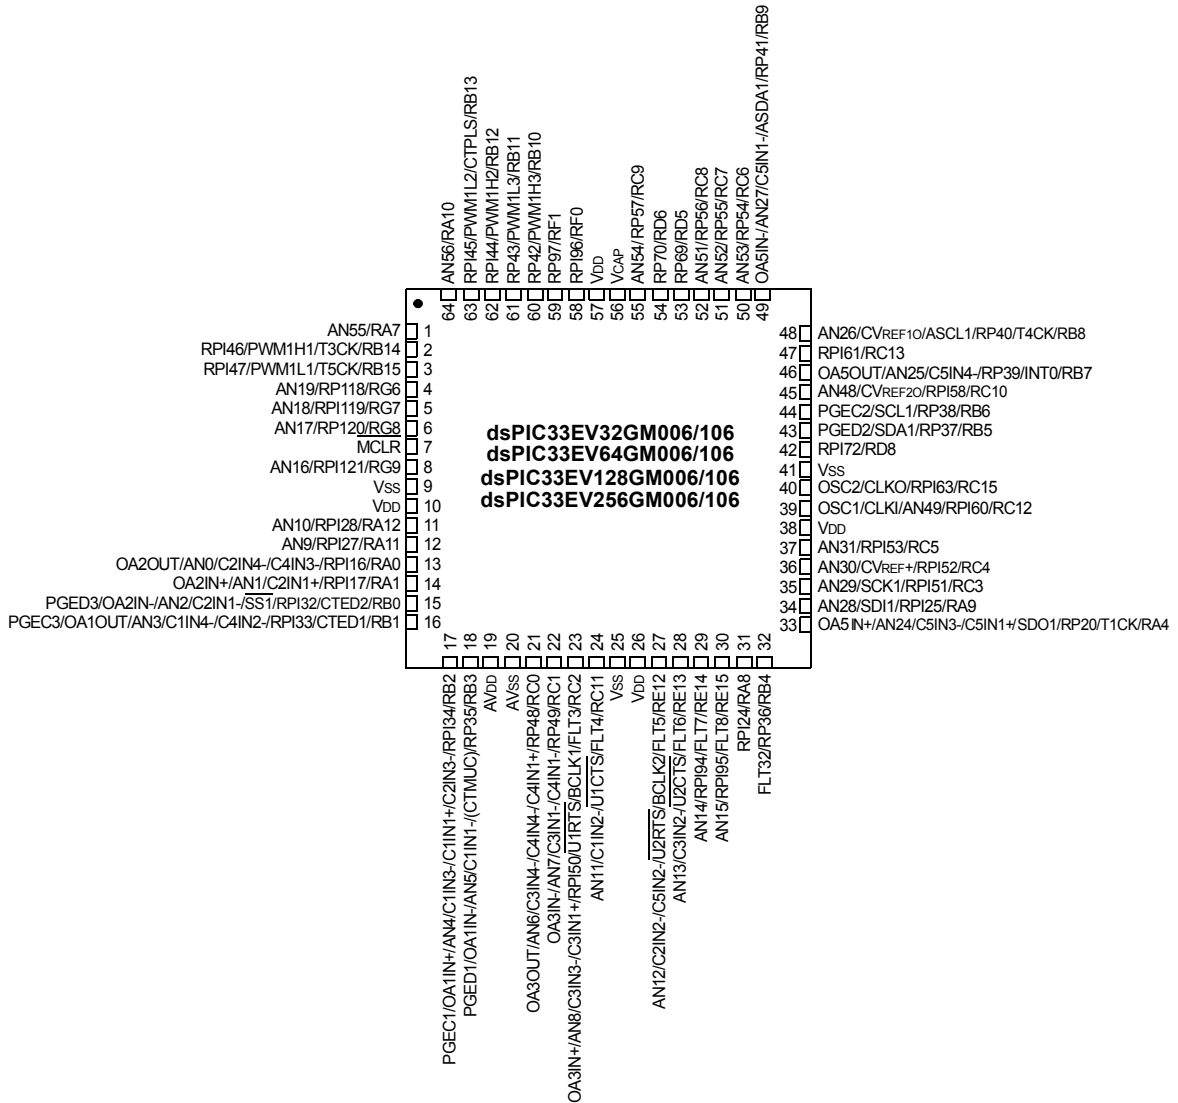 OA5IN-/AN27/C5IN1-/ASDA1/RP41/RB9
AN53/RP54/RC6
AN52/RP55/RC7
AN51/RP56/RC8
RP69/RD5
RP70/RD6
AN54/RP57/RC9
VCAP
VDD
RPI96/RF0
RP97/RF1
RP42/PWM1H3/RB10
RP43/PWM1L3/RB11
RPI44/PWM1H2/RB12
RPI45/PWM1L2/CTPLS/RB13
AN56/RA10
64 63 62 61 60 59 58 57 56 55 54 53 52 51 50 49
AN55/RA7 1
RPI46/PWM1H1/T3CK/RB14 2
RPI47/PWM1L1/T5CK/RB15 3
AN19/RP118/RG6 4
AN18/RPI119/RG7 5
AN17/RP120/RG8 6
MCLR 7
AN16/RPI121/RG9 8
VSS 9
VDD 10
AN10/RPI28/RA12 11
AN9/RPI27/RA11 12
OA2OUT/AN0/C2IN4-/C4IN3-/RPI16/RA0 13
OA2IN+/AN1/C2IN1+/RPI17/RA1 14
PGED3/OA2IN-/AN2/C2IN1-/SS1/RPI32/CTED2/RB0 15
PGEC3/OA1OUT/AN3/C1IN4-/C4IN2-/RPI33/CTED1/RB1 16
dsPIC33EV32GM006/106
dsPIC33EV64GM006/106
dsPIC33EV128GM006/106
dsPIC33EV256GM006/106
48 AN26/CVREF1O/ASCL1/RP40/T4CK/RB8
47 RPI61/RC13
46 OA5OUT/AN25/C5IN4-/RP39/INT0/RB7
45 AN48/CVREF2O/RPI58/RC10
44 PGEC2/SCL1/RP38/RB6
43 PGED2/SDA1/RP37/RB5
42 RPI72/RD8
41 VSS
40 OSC2/CLKO/RPI63/RC15
39 OSC1/CLKI/AN49/RPI60/RC12
38 VDD
37 AN31/RPI53/RC5
36 AN30/CVREF+/RPI52/RC4
35 AN29/SCK1/RPI51/RC3
34 AN28/SDI1/RPI25/RA9
33 OA5IN+/AN24/C5IN3-/C5IN1+/SDO1/RP20/T1CK/RA4
17 18 19 20 21 22 23 24 25 26 27 28 29 30 31 32
PGEC1/OA1IN+/AN4/C1IN3-/C1IN1+/C2IN3-/RPI34/RB2
PGED1/OA1IN-/AN5/C1IN1-/(CTMUC)/RP35/RB3
AVDD
AVSS
OA3OUT/AN6/C3IN4-/C4IN4-/C4IN1+/RP48/RC0
OA3IN-/AN7/C3IN1-/C4IN1-/RP49/RC1
OA3IN+/AN8/C3IN3-/C3IN1+/RPI50/U1RTS/BCLK1/FLT3/RC2
AN11/C1IN2-/U1CTS/FLT4/RC11
VSS
VDD
AN12/C2IN2-/C5IN2-/U2RTS/BCLK2/FLT5/RE12
AN13/C3IN2-/U2CTS/FLT6/RE13
AN14/RPI94/FLT7/RE14
AN15/RPI95/FLT8/RE15
RPI24/RA8
FLT32/RP36/RB4